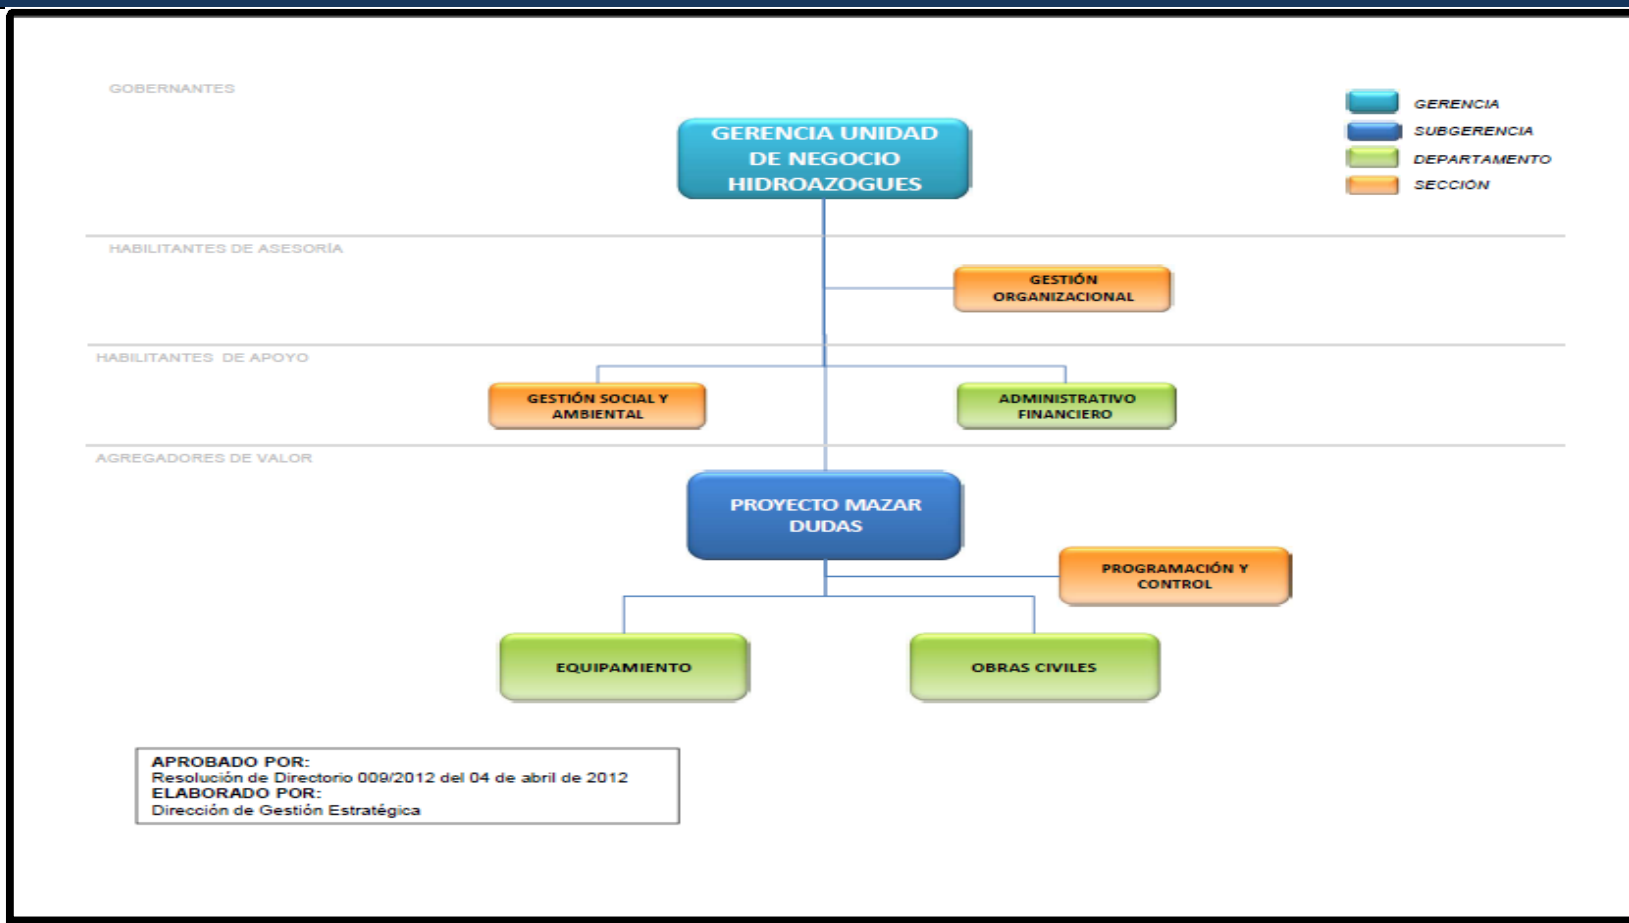 GOBERNANTES
GERENCIA
SUBGERENCIA
DEPARTAMENTO
SECCIÓN
GERENCIA UNIDAD
DE NEGOCIO
HIDROAZOGUES
HABILITANTES DE ASESORÍA
GESTIÓN
ORGANIZACIONAL
HABILITANTES DE APOYO
GESTIÓN SOCIAL Y
AMBIENTAL
ADMINISTRATIVO
FINANCIERO
AGREGADORES DE VALOR
PROYECTO MAZAR
DUDAS
PROGRAMACIÓN Y
CONTROL
EQUIPAMIENTO
OBRAS CIVILES
APROBADO POR:
Resolución de Directorio 009/2012 del 04 de abril de 2012
ELABORADO POR:
Dirección de Gestión Estratégica